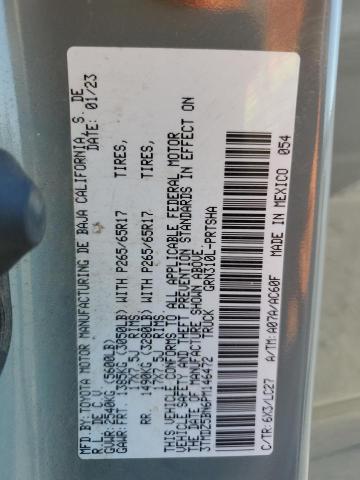 MFD.BY:TOYOTA MOTOR MANUFACTURING DE BAJA CALIFORNIA, S. DE
R.L. DE C.V. DATE: 01/23
GVWR: 2540KG (5600LB)
GAWR: FRT. 1385KG (3050LB) WITH P265/65R17 TIRES,
17X7.5J RIMS
RR. 1490KG (3280LB) WITH P265/65R17 TIRES,
17X7.5J RIMS
THIS VEHICLE CONFORMS TO ALL APPLICABLE FEDERAL MOTOR
VEHICLE SAFETY AND THEFT PREVENTION STANDARDS IN EFFECT ON
THE DATE OF MANUFACTURE SHOWN ABOVE.
3TMDZ5BN6PM146472 TRUCK GRN310L-PRTSHA
C/TR: 6X3/LC27 A/TM: A07A/AC60F MADE IN MEXICO 054